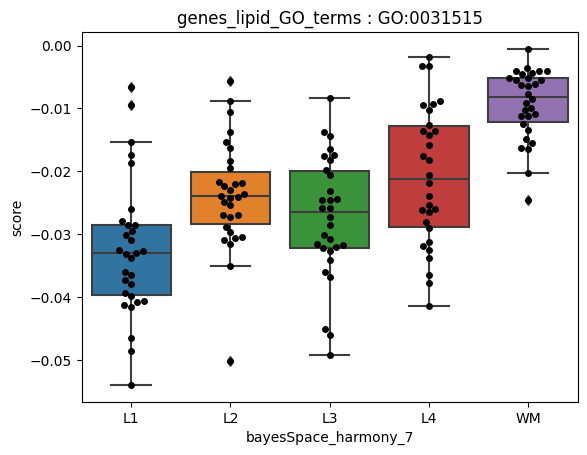 genes_lipid_GO_terms : GO:0031515
0.00
−0.01
−0.02
−0.03
−0.04
−0.05
score
L1 L2 L3 L4 WM
bayesSpace_harmony_7